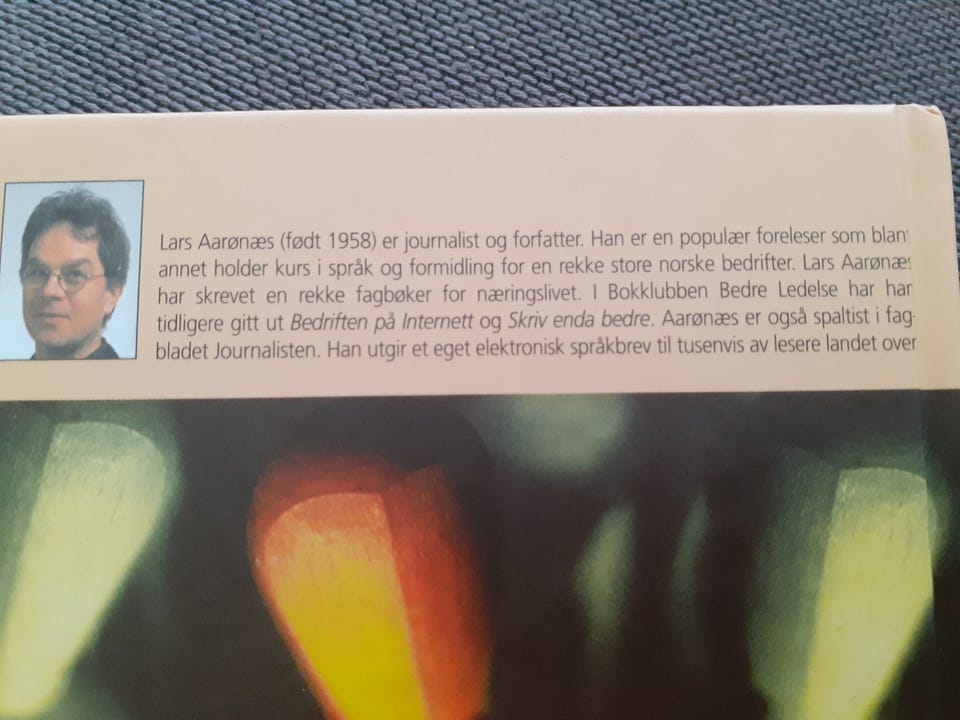 Lars Aarønæs (født 1958) er journalist og forfatter. Han er en populær foreleser som blant
annet holder kurs i språk og formidling for en rekke store norske bedrifter. Lars Aarønæs
har skrevet en rekke fagbøker for næringslivet. I Bokklubben Bedre Ledelse har han
tidligere gitt ut Bedriften på Internett og Skriv enda bedre. Aarønæs er også spaltist i fag-
bladet Journalisten. Han utgir et eget elektronisk språkbrev til tusenvis av lesere landet over